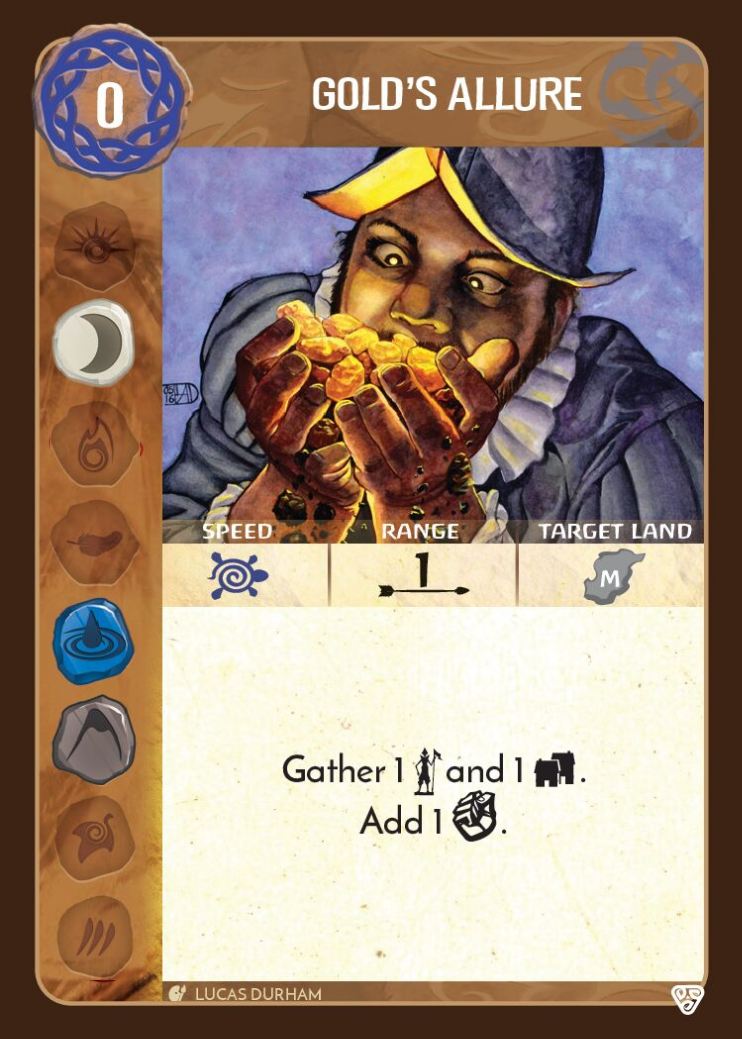 0
GOLD'S ALLURE
SPEED RANGE TARGET LAND
1
M
Gather 1 and 1 .
Add 1 .
LUCAS DURHAM